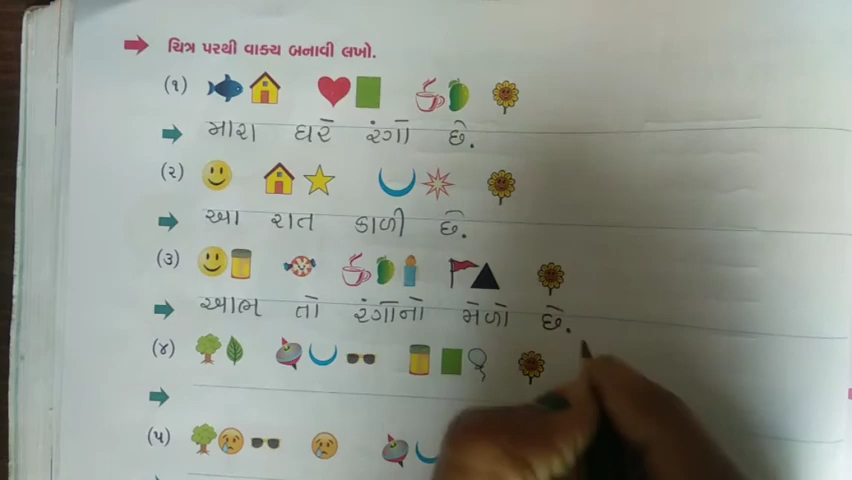 ચિત્ર પરથી વાક્ય બનાવી લખો.
(૧)
મારા ઘરે રંગો છે.
(૨)
આ રાત કાળી છે.
(૩)
આભ તો રંગોનો મેળો છે.
(૪)
(૫)